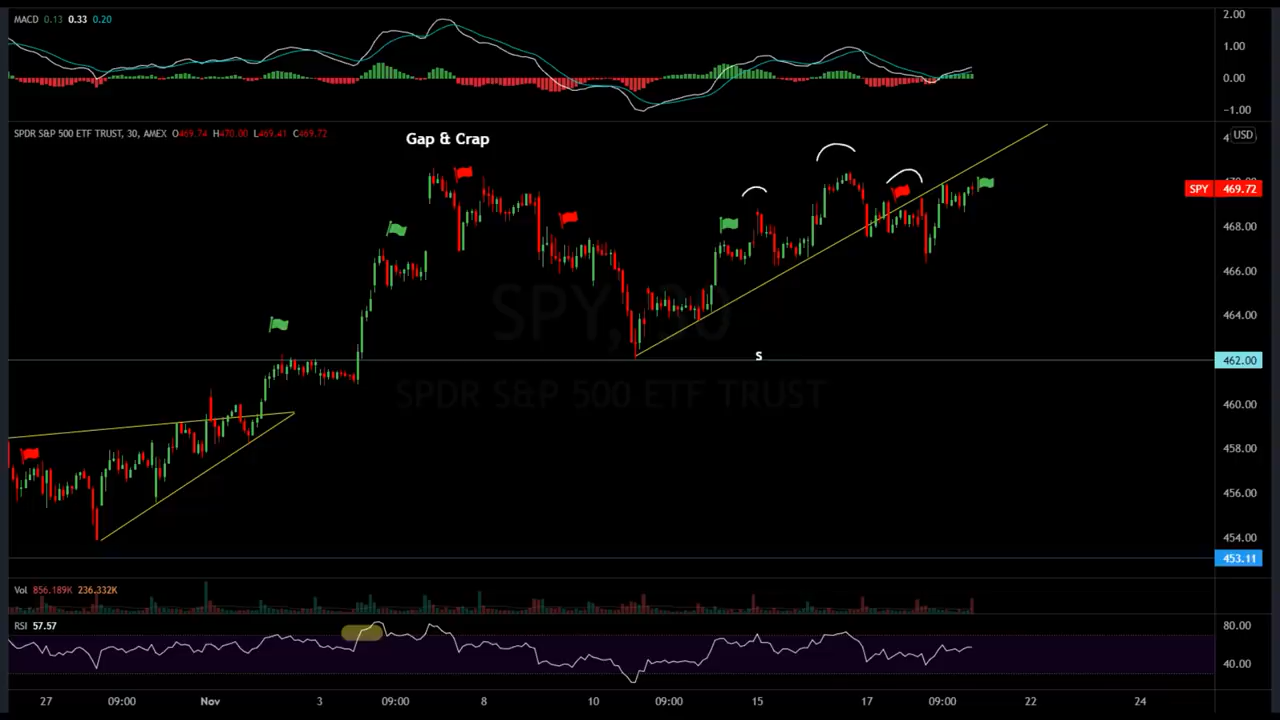 MACD 0.13 0.33 0.20
2.00
1.00
0.00
−1.00
SPDR S&P 500 ETF TRUST, 30, AMEX O469.74 H470.00 L469.41 C469.72
Gap & Crap
USD
SPY 469.72
468.00
466.00
464.00
SPY, 30
S
462.00
SPDR S&P 500 ETF TRUST
460.00
458.00
456.00
454.00
453.11
Vol 856.189K 236.332K
RSI 57.57
80.00
40.00
27 09:00 Nov 3 09:00 8 10 09:00 15 17 09:00 22 24